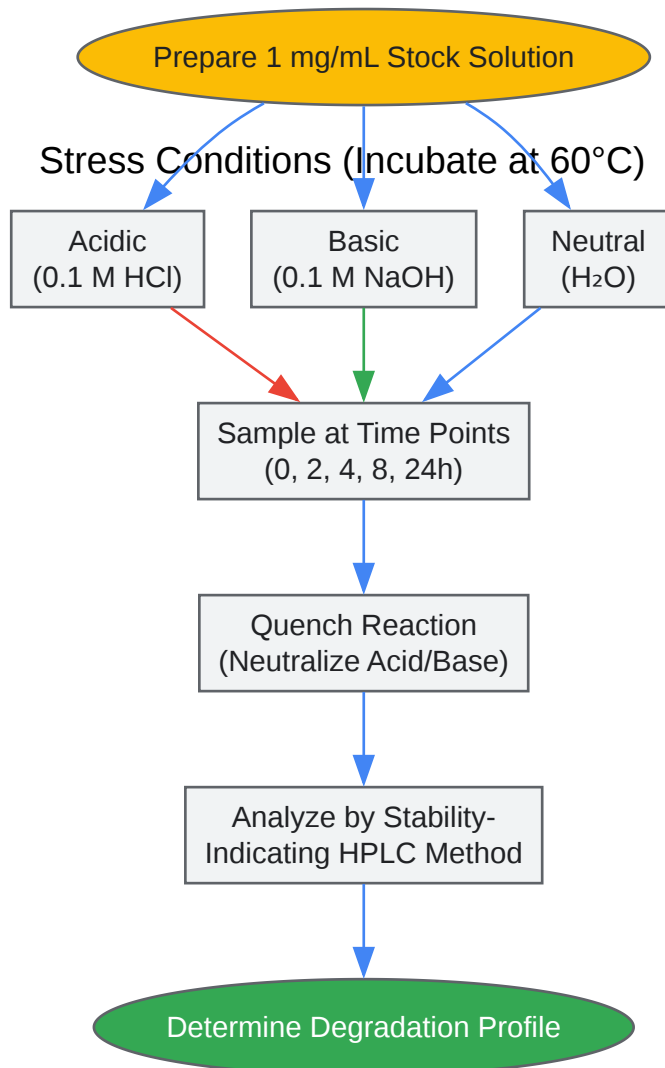 Prepare 1 mg/mL Stock Solution
Stress Conditions (Incubate at 60°C)
Acidic
(0.1 M HCl)
Basic
(0.1 M NaOH)
Neutral
(H₂O)
Sample at Time Points
(0, 2, 4, 8, 24h)
Quench Reaction
(Neutralize Acid/Base)
Analyze by Stability-
Indicating HPLC Method
Determine Degradation Profile